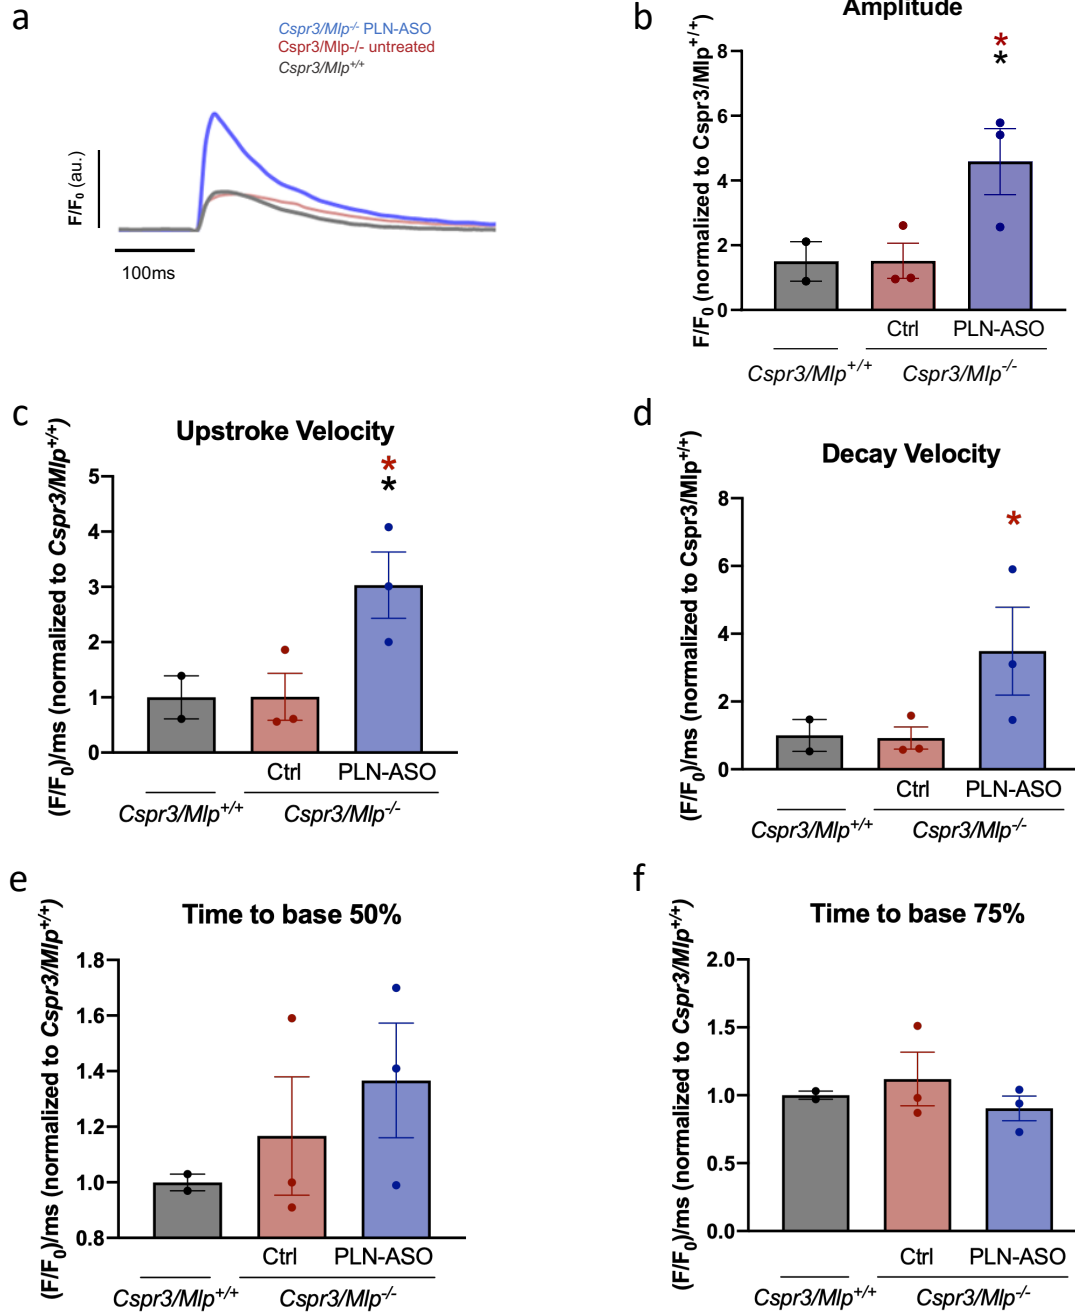 a
Cspr3/Mlp-/- PLN-ASO
Cspr3/Mlp-/- untreated
Cspr3/Mlp+/+
F/F0 (au.)
100ms
b
Amplitude
F/F0 (normalized to Cspr3/Mlp+/+)
8
6
4
2
0
*
*
Ctrl PLN-ASO
Cspr3/Mlp+/+ Cspr3/Mlp-/-
c
Upstroke Velocity
(F/F0)/ms (normalized to Cspr3/Mlp+/+)
5
4
3
2
1
0
*
*
Ctrl PLN-ASO
Cspr3/Mlp+/+ Cspr3/Mlp-/-
d
Decay Velocity
(F/F0)/ms (normalized to Cspr3/Mlp+/+)
8
6
4
2
0
*
Ctrl PLN-ASO
Cspr3/Mlp+/+ Cspr3/Mlp-/-
e
Time to base 50%
(F/F0)/ms (normalized to Cspr3/Mlp+/+)
1.8
1.6
1.4
1.2
1.0
0.8
Ctrl PLN-ASO
Cspr3/Mlp+/+ Cspr3/Mlp-/-
f
Time to base 75%
(F/F0)/ms (normalized to Cspr3/Mlp+/+)
2.0
1.5
1.0
0.5
0.0
Ctrl PLN-ASO
Cspr3/Mlp+/+ Cspr3/Mlp-/-